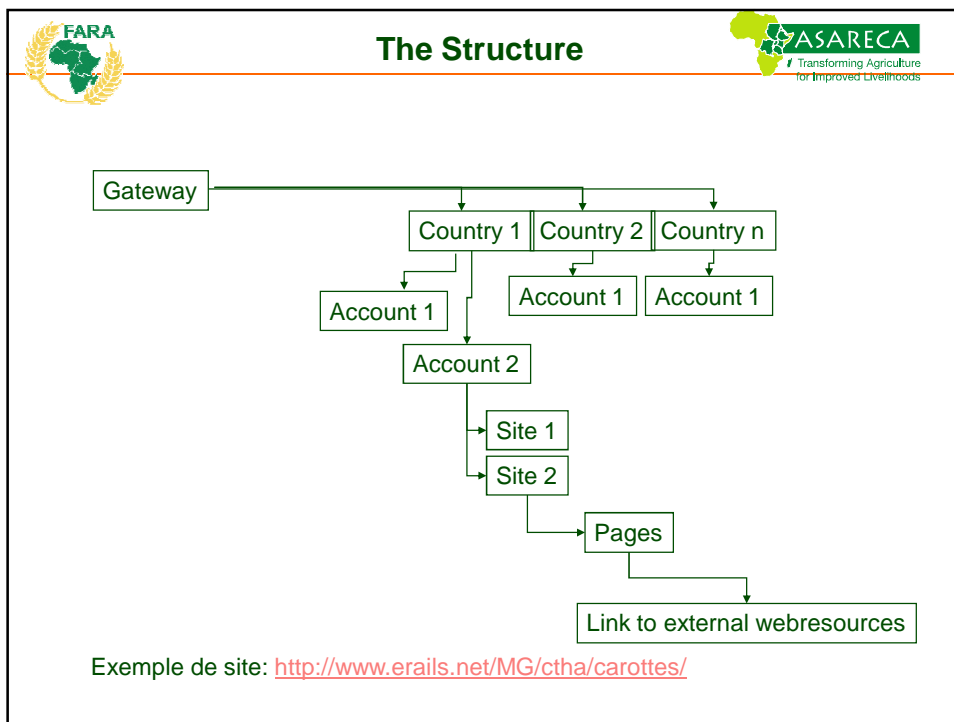 FARA
The Structure
ASARECA
Transforming Agriculture
for Improved Livelihoods
Gateway
Country 1
Country 2
Country n
Account 1
Account 1
Account 1
Account 2
Site 1
Site 2
Pages
Link to external webresources
Exemple de site: http://www.erails.net/MG/ctha/carottes/